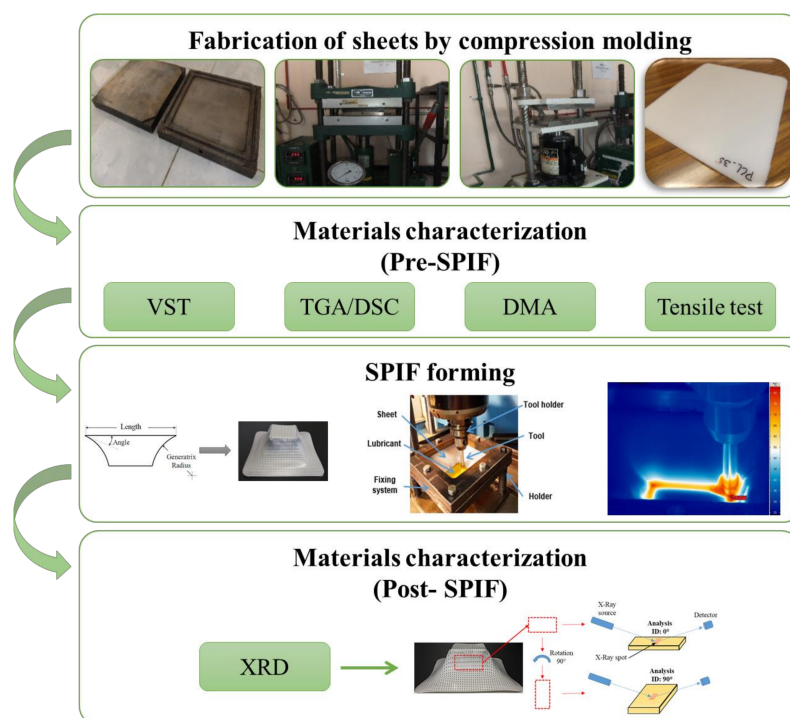 Fabrication of sheets by compression molding
PCL_35
Materials characterization
(Pre-SPIF)
VST
TGA/DSC
DMA
Tensile test
SPIF forming
Length
Angle
Generatrix
Radius
Sheet
Lubricant
Fixing
system
Tool holder
Tool
Holder
Materials characterization
(Post- SPIF)
XRD
Rotation
90°
X-Ray
source
Analysis
ID: 0°
Detector
X-Ray spot
Analysis
ID: 90°